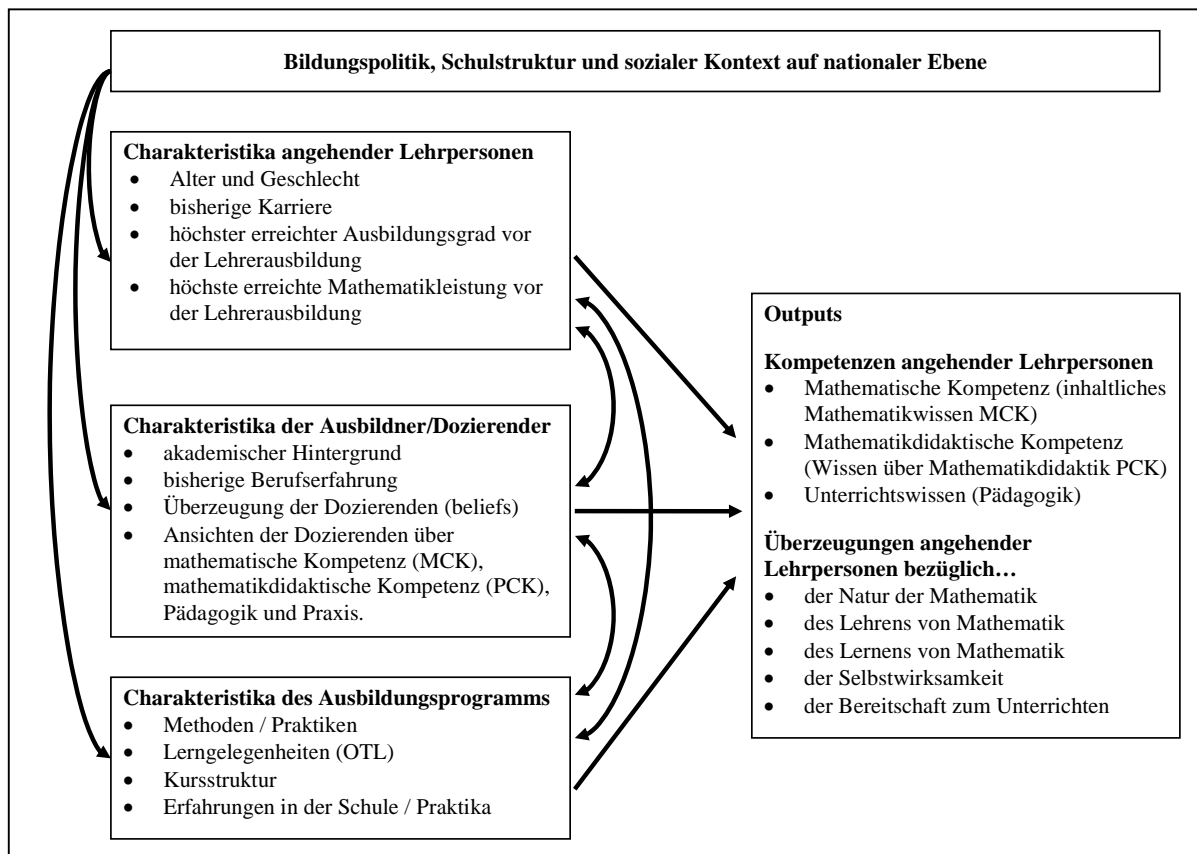 Bildungspolitik, Schulstruktur und sozialer Kontext auf nationaler Ebene
Charakteristika angehender Lehrpersonen
• Alter und Geschlecht
• bisherige Karriere
• höchster erreichter Ausbildungsgrad vor
der Lehrerausbildung
• höchste erreichte Mathematikleistung vor
der Lehrerausbildung
Charakteristika der Ausbildner/Dozierender
• akademischer Hintergrund
• bisherige Berufserfahrung
• Überzeugung der Dozierenden (beliefs)
• Ansichten der Dozierenden über
mathematische Kompetenz (MCK),
mathematikdidaktische Kompetenz (PCK),
Pädagogik und Praxis.
Charakteristika des Ausbildungsprogramms
• Methoden / Praktiken
• Lerngelegenheiten (OTL)
• Kursstruktur
• Erfahrungen in der Schule / Praktika
Outputs
Kompetenzen angehender Lehrpersonen
• Mathematische Kompetenz (inhaltliches
Mathematikwissen MCK)
• Mathematikdidaktische Kompetenz
(Wissen über Mathematikdidaktik PCK)
• Unterrichtswissen (Pädagogik)
Überzeugungen angehender
Lehrpersonen bezüglich…
• der Natur der Mathematik
• des Lehrens von Mathematik
• des Lernens von Mathematik
• der Selbstwirksamkeit
• der Bereitschaft zum Unterrichten